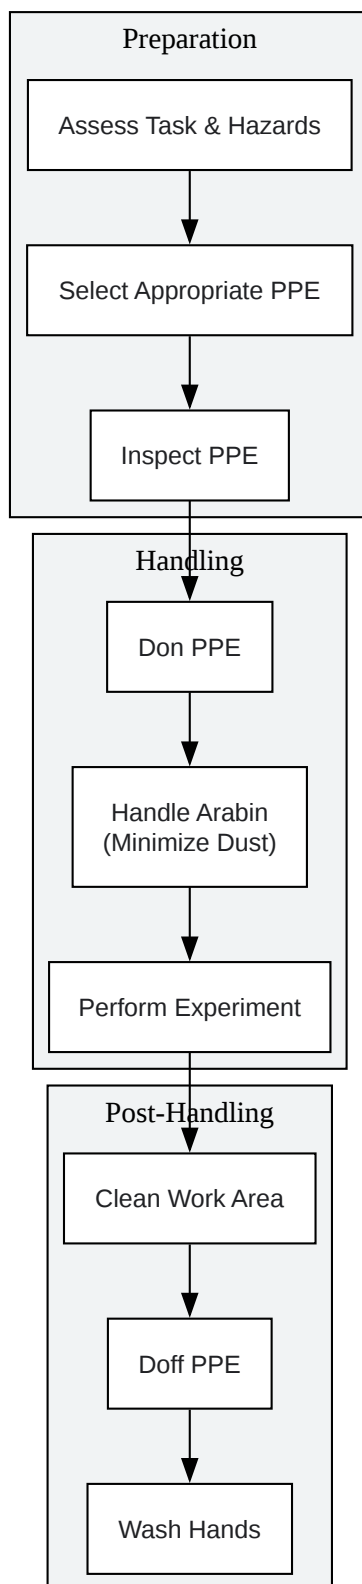 Preparation
Assess Task & Hazards
Select Appropriate PPE
Inspect PPE
Handling
Don PPE
Handle Arabin
(Minimize Dust)
Perform Experiment
Post-Handling
Clean Work Area
Doff PPE
Wash Hands